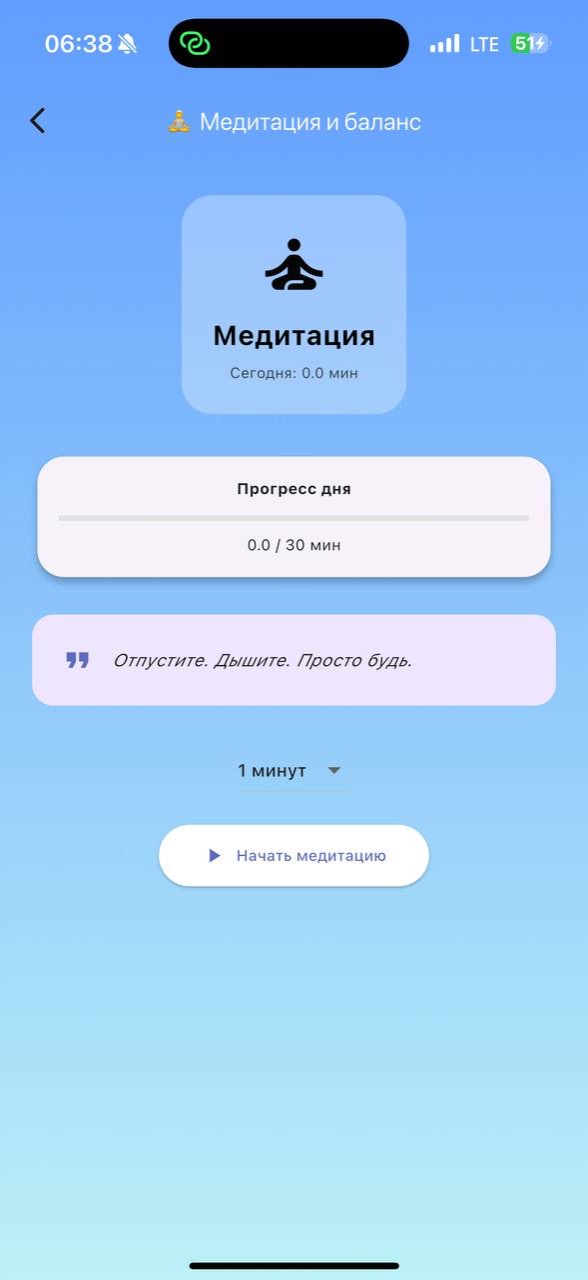 06:38 LTE 51
Медитация и баланс
Медитация
Сегодня: 0.0 мин
Прогресс дня
0.0 / 30 мин
Отпустите. Дышите. Просто будь.
1 минут
Начать медитацию